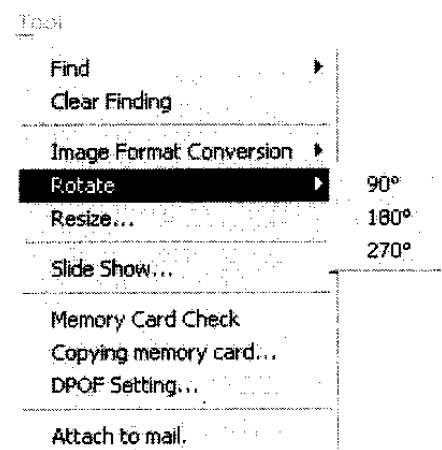 Tool
Find
Clear Finding
Image Format Conversion
Rotate
90°
Resize...
180°
270°
Slide Show...
Memory Card Check
Copying memory card...
DPOF Setting...
Attach to mail.